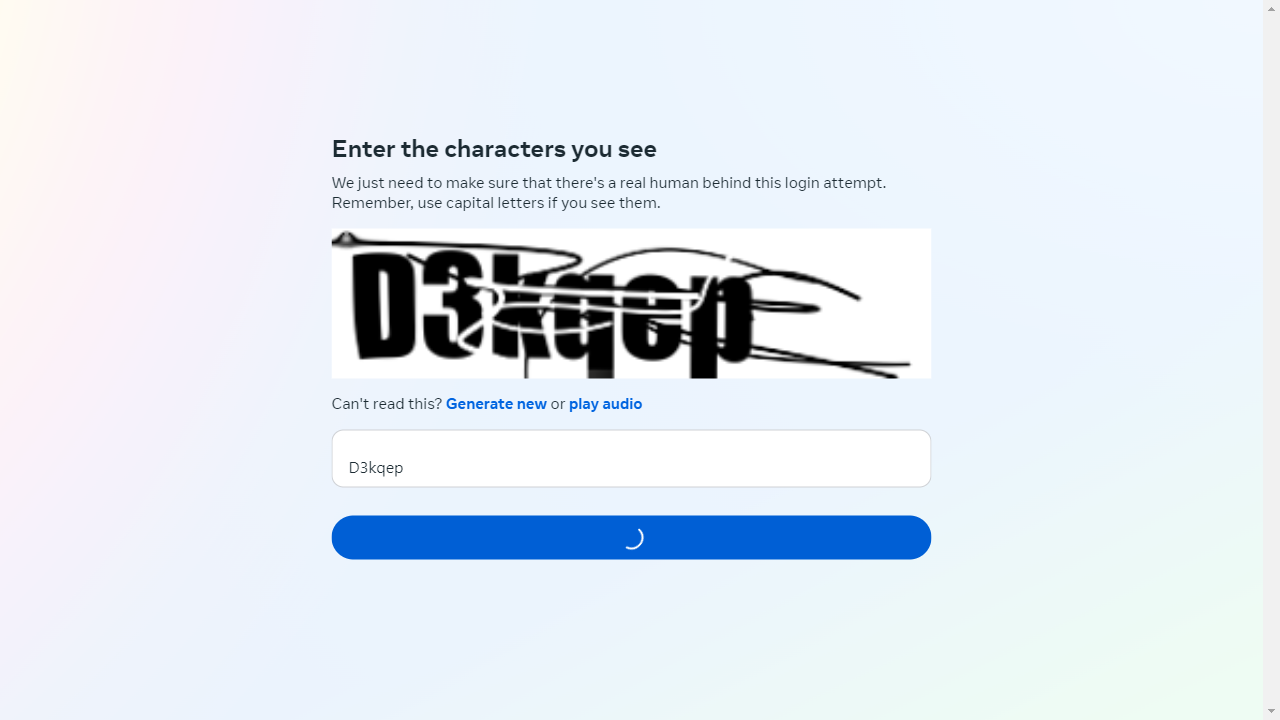 Enter the characters you see
We just need to make sure that there's a real human behind this login attempt.
Remember, use capital letters if you see them.
D3kqep
Can't read this? Generate new or play audio
D3kqep